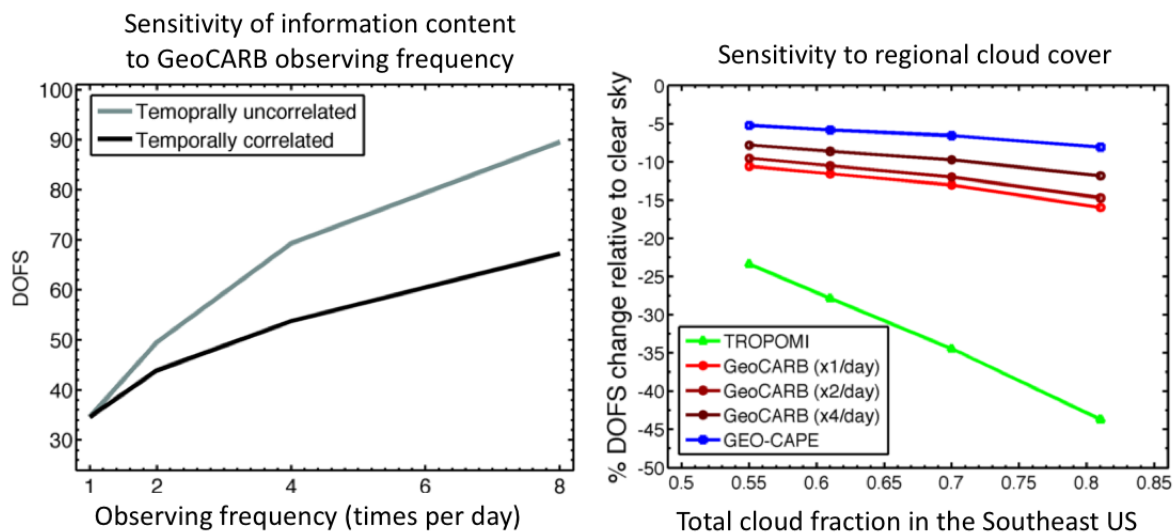 Sensitivity of information content
to GeoCARB observing frequency
DOFS
100
90
80
70
60
50
40
30
Temoprally uncorrelated
Temporally correlated
1
2
4
6
8
Observing frequency (times per day)
Sensitivity to regional cloud cover
% DOFS change relative to clear sky
0
-5
-10
-15
-20
-25
-30
-35
-40
-45
-50
TROPOMI
GeoCARB (x1/day)
GeoCARB (x2/day)
GeoCARB (x4/day)
GEO-CAPE
0.5
0.55
0.6
0.65
0.7
0.75
0.8
0.85
Total cloud fraction in the Southeast US